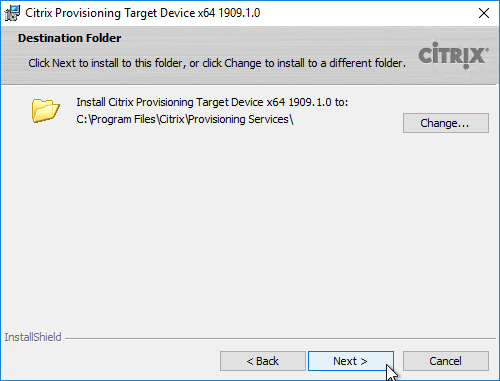 Citrix Provisioning Target Device x64 1909.1.0
Destination Folder
Click Next to install to this folder, or click Change to install to a different folder.
CITRIX
Install Citrix Provisioning Target Device x64 1909.1.0 to:
C:\Program Files\Citrix\Provisioning Services\
Change...
InstallShield
< Back
Next >
Cancel